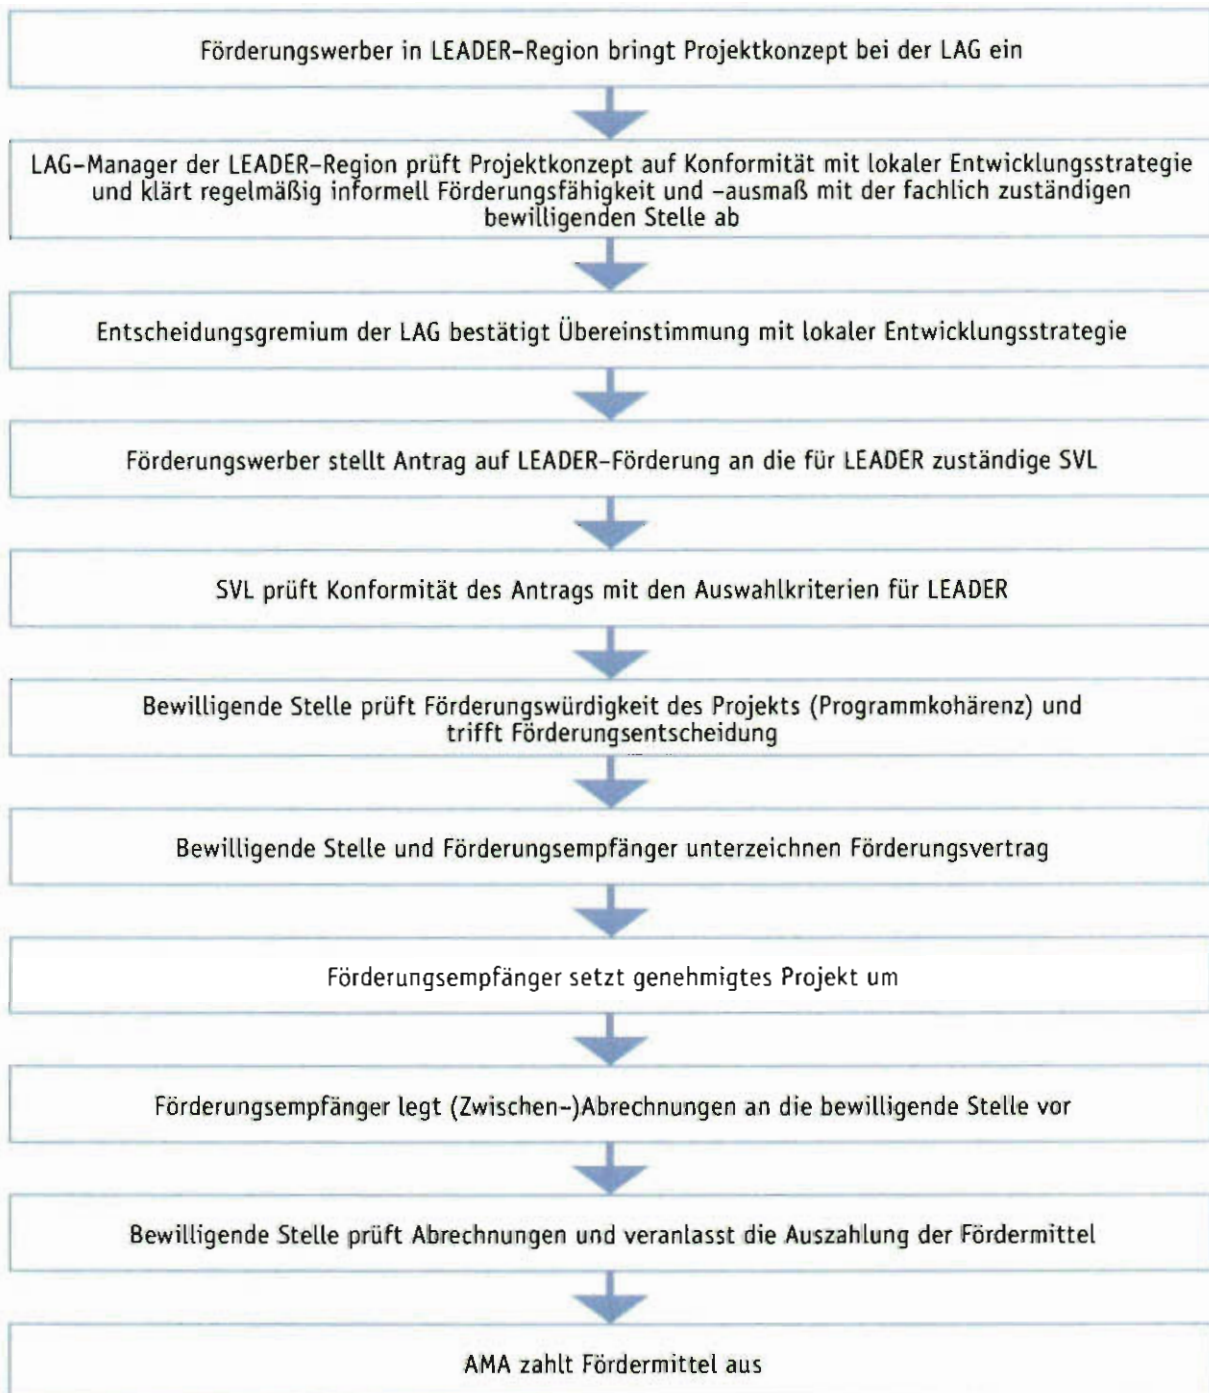 Förderungswerber in LEADER-Region bringt Projektkonzept bei der LAG ein
LAG-Manager der LEADER-Region prüft Projektkonzept auf Konformität mit lokaler Entwicklungsstrategie
und klärt regelmäßig informell Förderungsfähigkeit und -ausmaß mit der fachlich zuständigen
bewilligenden Stelle ab
Entscheidungsgremium der LAG bestätigt Übereinstimmung mit lokaler Entwicklungsstrategie
Förderungswerber stellt Antrag auf LEADER-Förderung an die für LEADER zuständige SVL
SVL prüft Konformität des Antrags mit den Auswahlkriterien für LEADER
Bewilligende Stelle prüft Förderungswürdigkeit des Projekts (Programmkohärenz) und
trifft Förderungsentscheidung
Bewilligende Stelle und Förderungsempfänger unterzeichnen Förderungsvertrag
Förderungsempfänger setzt genehmigtes Projekt um
Förderungsempfänger legt (Zwischen-)Abrechnungen an die bewilligende Stelle vor
Bewilligende Stelle prüft Abrechnungen und veranlasst die Auszahlung der Fördermittel
AMA zahlt Fördermittel aus